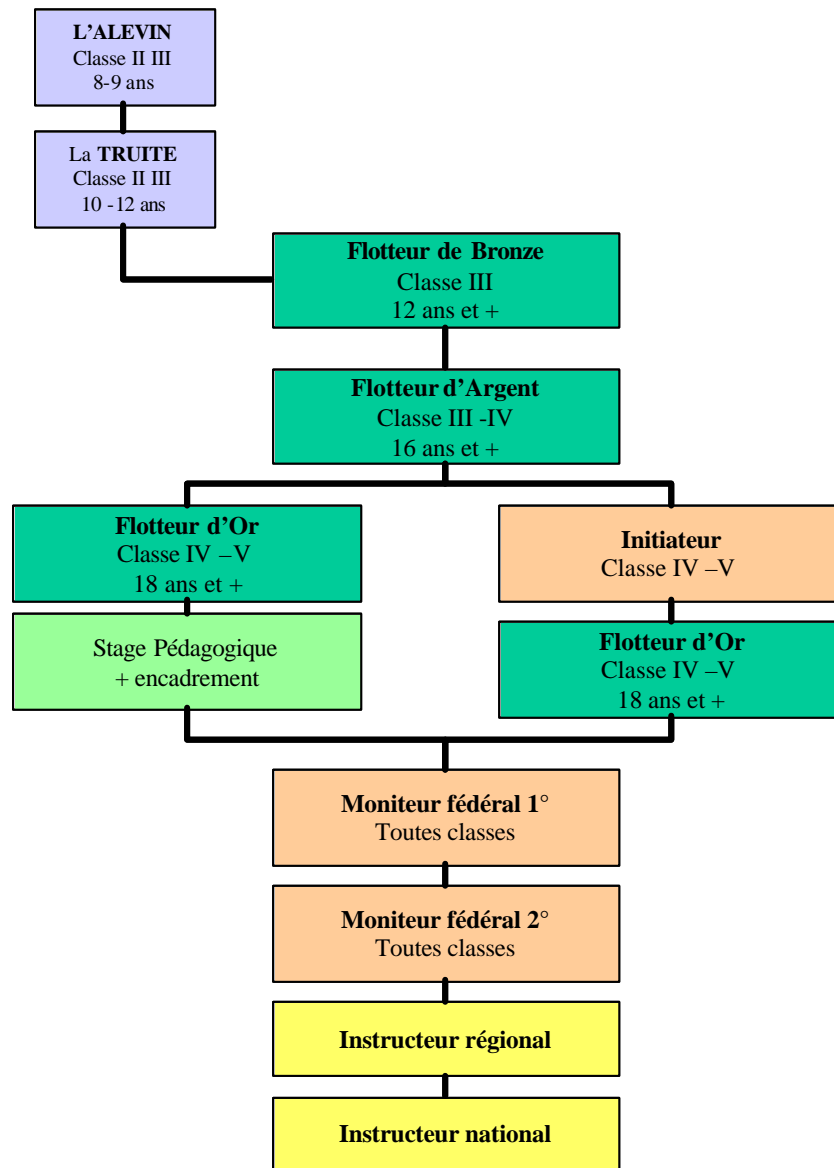 L'ALEVIN
Classe II III
8-9 ans
La TRUITE
Classe II III
10 -12 ans
Flotteur de Bronze
Classe III
12 ans et +
Flotteur d'Argent
Classe III -IV
16 ans et +
Flotteur d'Or
Classe IV –V
18 ans et +
Initiateur
Classe IV –V
Stage Pédagogique
+ encadrement
Flotteur d'Or
Classe IV –V
18 ans et +
Moniteur fédéral 1°
Toutes classes
Moniteur fédéral 2°
Toutes classes
Instructeur régional
Instructeur national